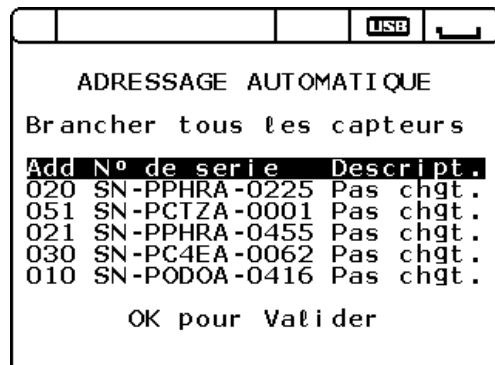 USB
ADRESSAGE AUTOMATIQUE
Brancher tous les capteurs
Add Nº de serie Descript.
020 SN-PPHRA-0225 Pas chgt.
051 SN-PCTZA-0001 Pas chgt.
021 SN-PPHRA-0455 Pas chgt.
030 SN-PC4EA-0062 Pas chgt.
010 SN-PODOA-0416 Pas chgt.
OK pour Valider